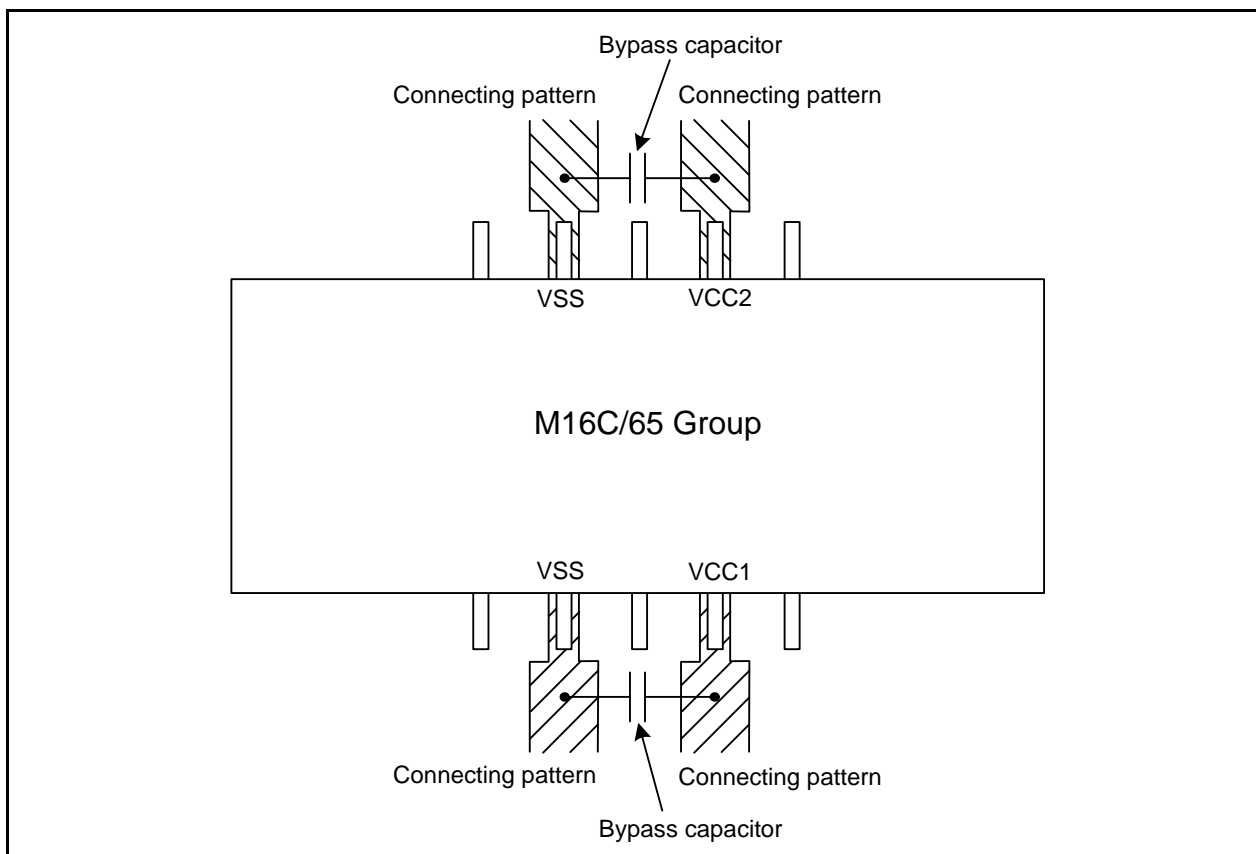 Bypass capacitor
Connecting pattern
Connecting pattern
VSS
VCC2
M16C/65 Group
VSS
VCC1
Connecting pattern
Connecting pattern
Bypass capacitor